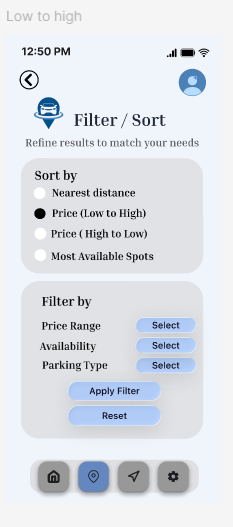 Low to high
12:50 PM
Filter / Sort
Refine results to match your needs
Sort by
Nearest distance
Price (Low to High)
Price ( High to Low)
Most Available Spots
Filter by
Price Range Select
Availability Select
Parking Type Select
Apply Filter
Reset